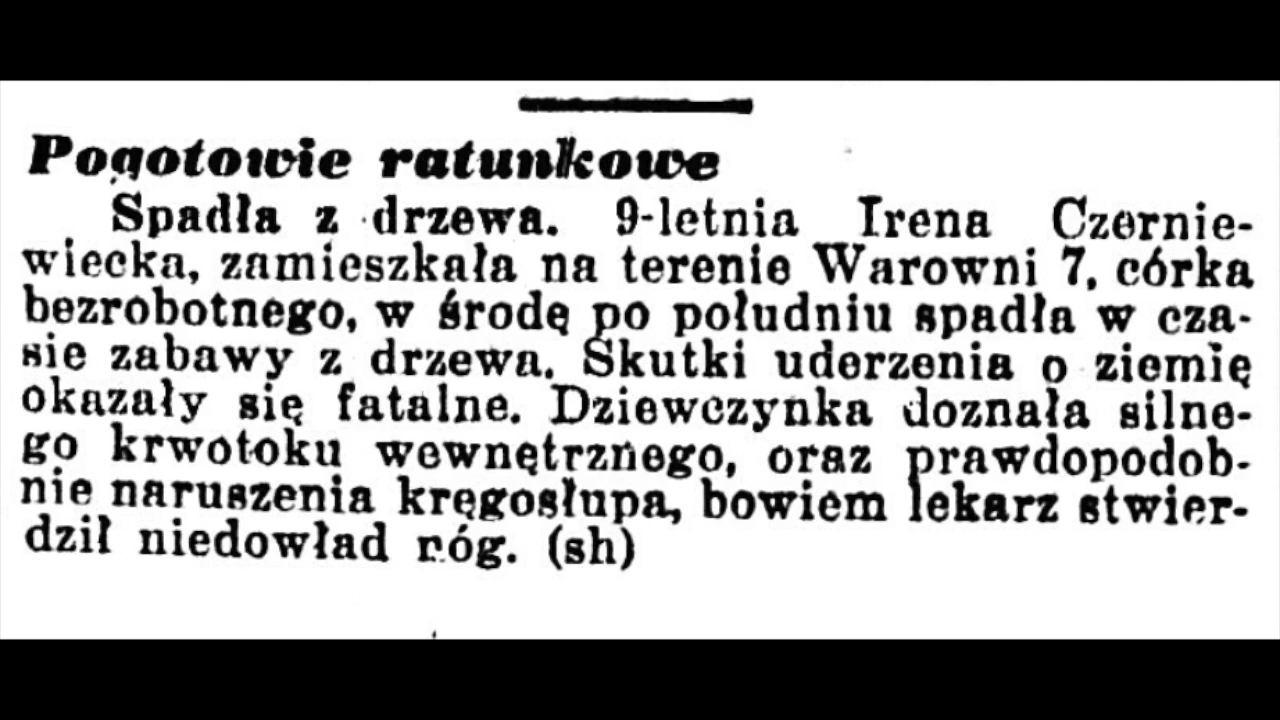 Pogotowie ratunkowe
Spadła z drzewa. 9-letnia Irena Czernie-
wiecka, zamieszkała na terenie Warowni 7, córka
bezrobotnego, w środę po południu spadła w cza-
sie zabawy z drzewa. Skutki uderzenia o ziemię
okazały się fatalne. Dziewczynka doznała silne-
go krwotoku wewnętrznego, oraz prawdopodob-
nie naruszenia kręgosłupa, bowiem lekarz stwier-
dził niedowład nóg. (sh)